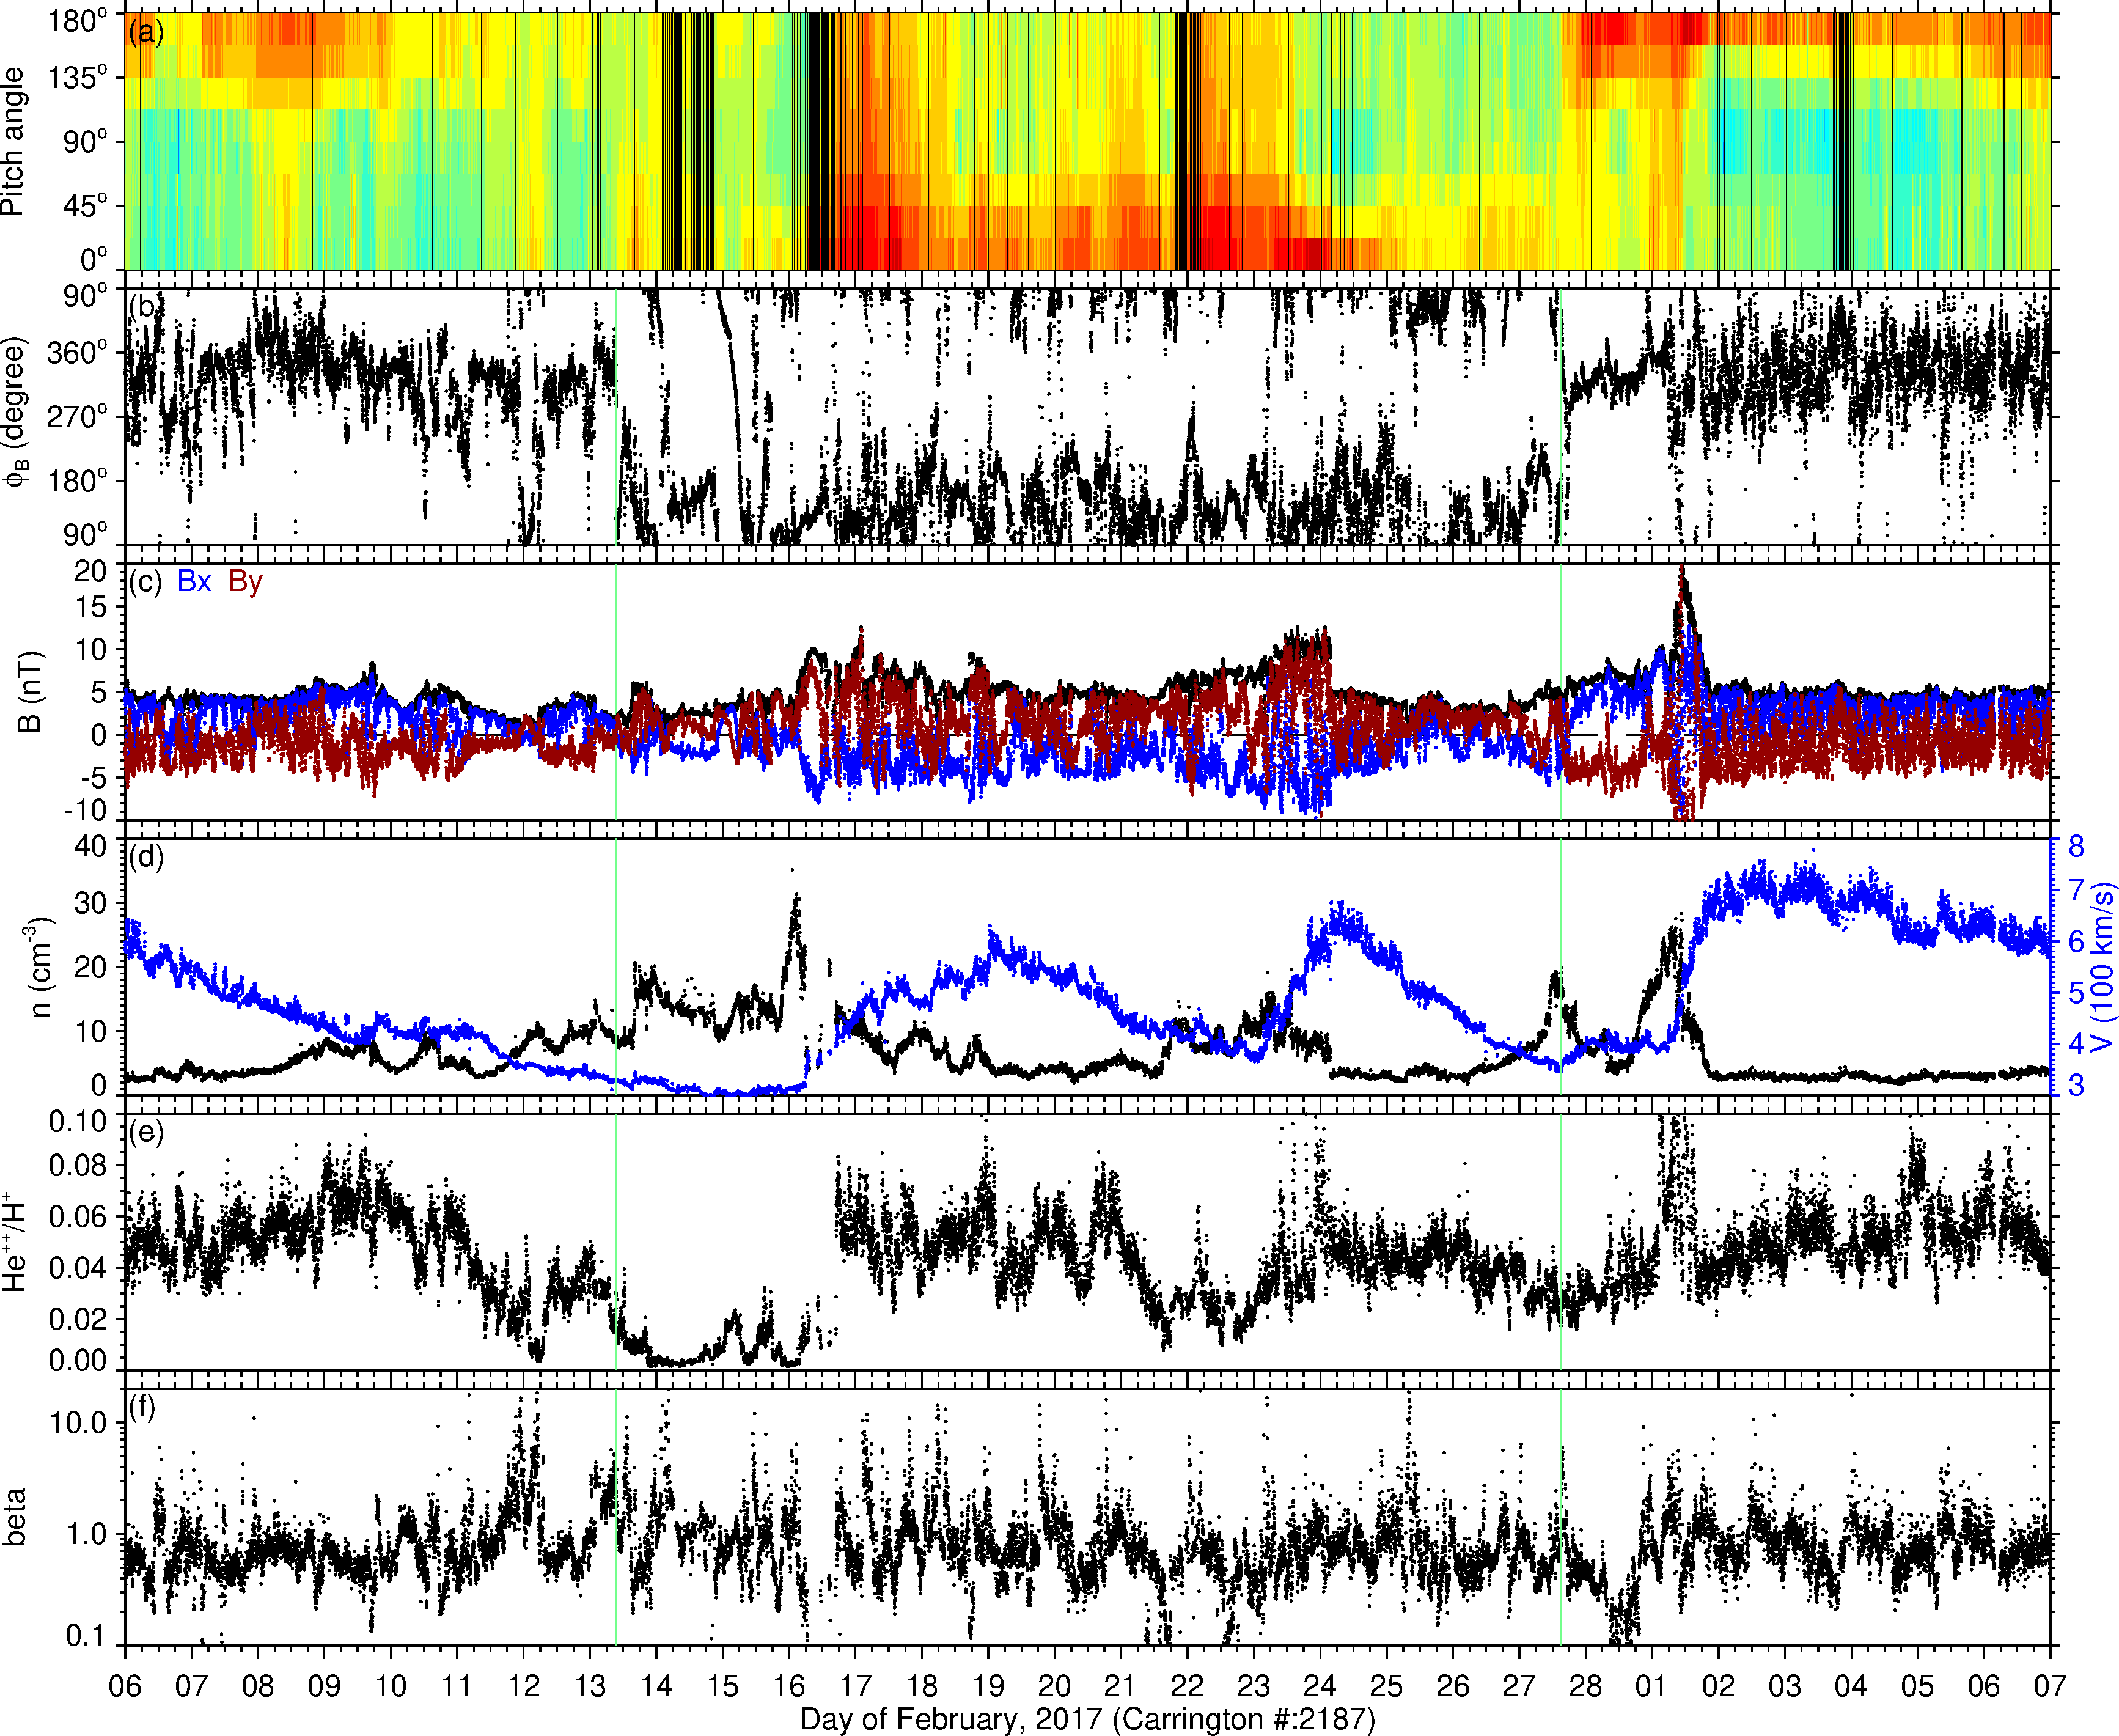 (a)
180°
135°
90°
45°
0°
Pitch angle
(b)
90°
360°
270°
180°
90°
ϕB (degree)
(c) Bx By
20
15
10
5
0
-5
-10
B (nT)
(d)
40
30
20
10
0
n (cm⁻³)
8
7
6
5
4
3
V (100 km/s)
(e)
0.10
0.08
0.06
0.04
0.02
0.00
He⁺⁺/H⁺
(f)
10.0
1.0
0.1
beta
06 07 08 09 10 11 12 13 14 15 16 17 18 19 20 21 22 23 24 25 26 27 28 01 02 03 04 05 06 07
Day of February, 2017 (Carrington #:2187)